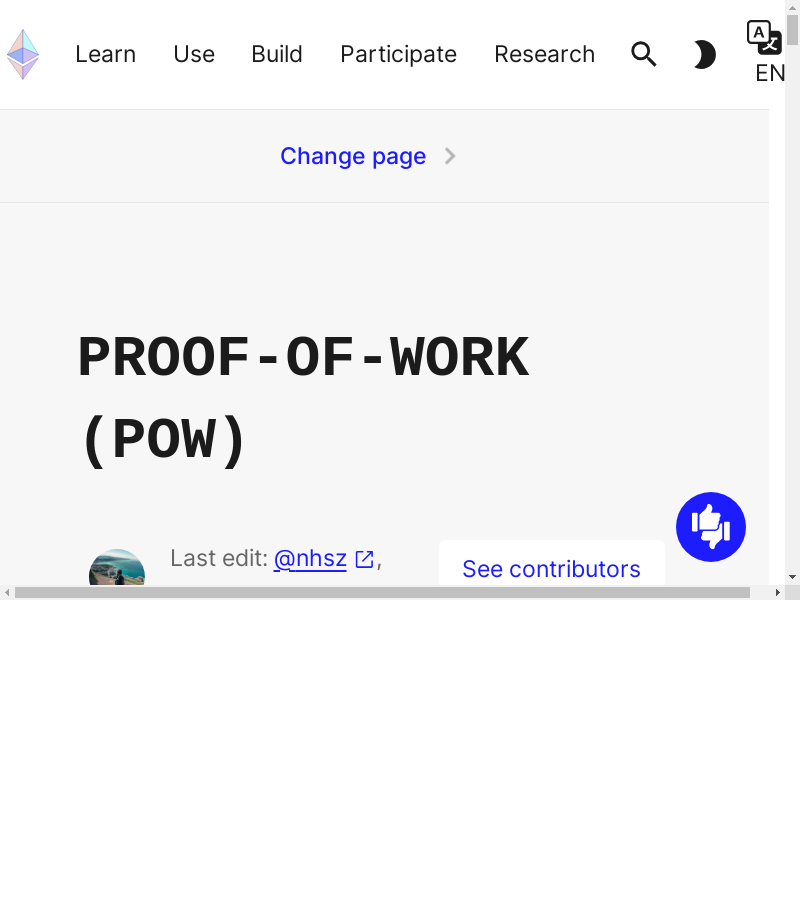 Learn Use Build Participate Research
EN
Change page
PROOF-OF-WORK
(POW)
Last edit: @nhsz,
See contributors